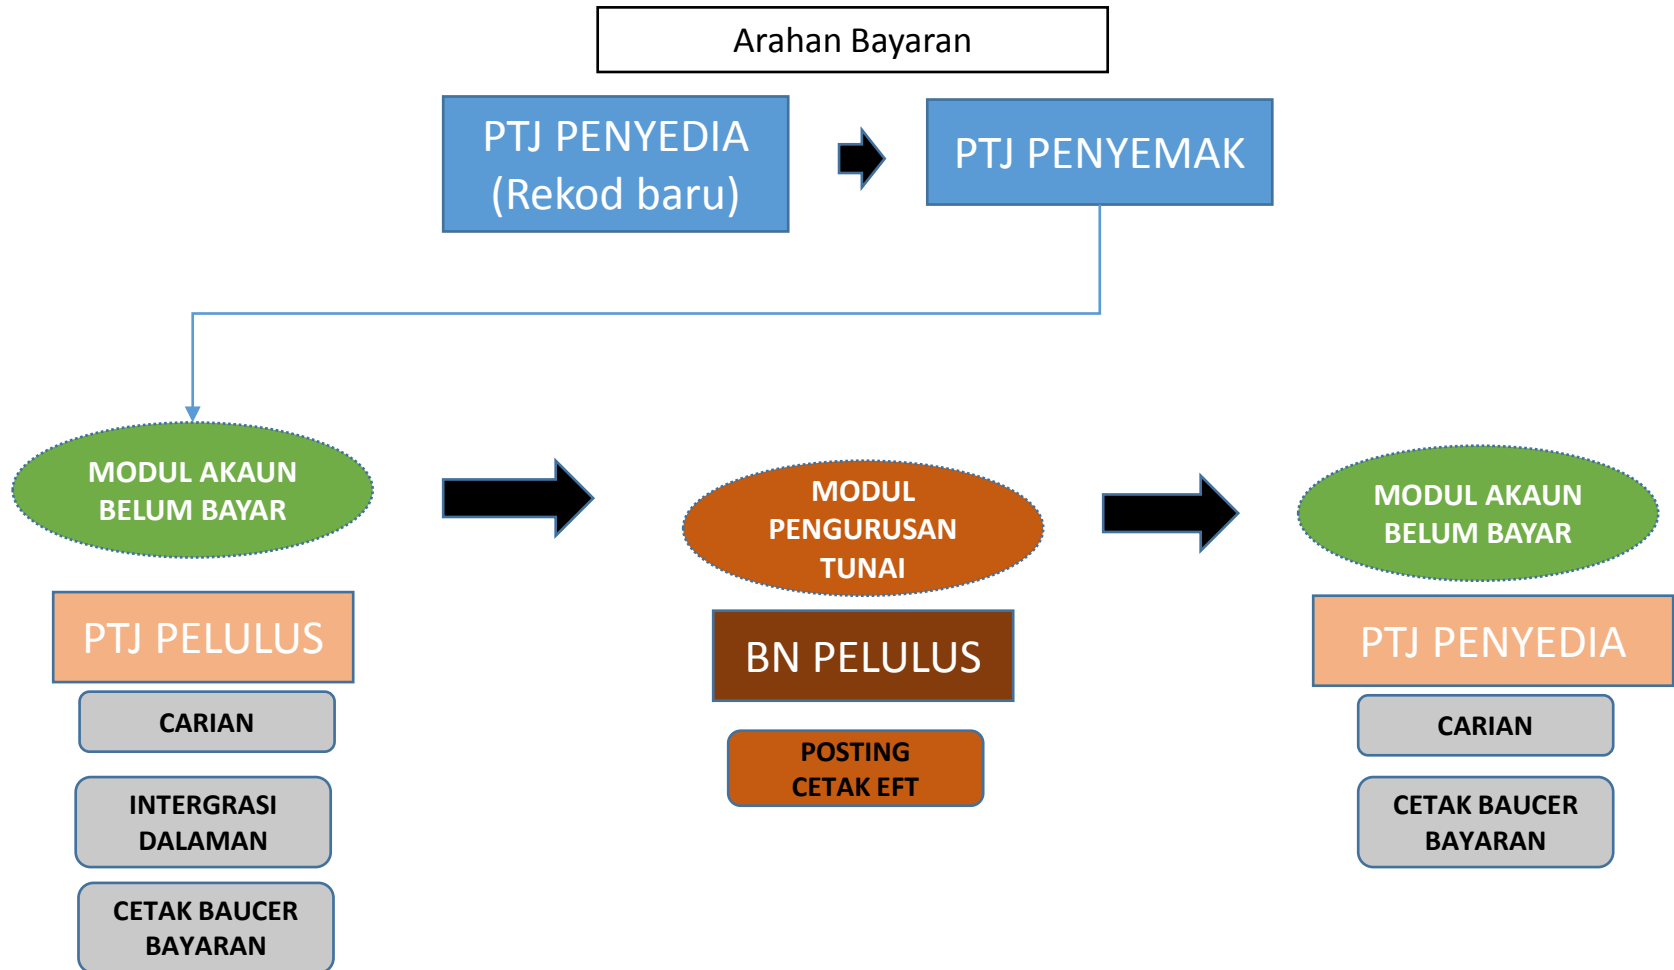 Arahan Bayaran
PTJ PENYEDIA
(Rekod baru)
PTJ PENYEMAK
MODUL AKAUN
BELUM BAYAR
MODUL
PENGURUSAN
TUNAI
MODUL AKAUN
BELUM BAYAR
PTJ PELULUS
BN PELULUS
PTJ PENYEDIA
CARIAN
INTERGRASI
DALAMAN
CETAK BAUCER
BAYARAN
POSTING
CETAK EFT
CARIAN
CETAK BAUCER
BAYARAN